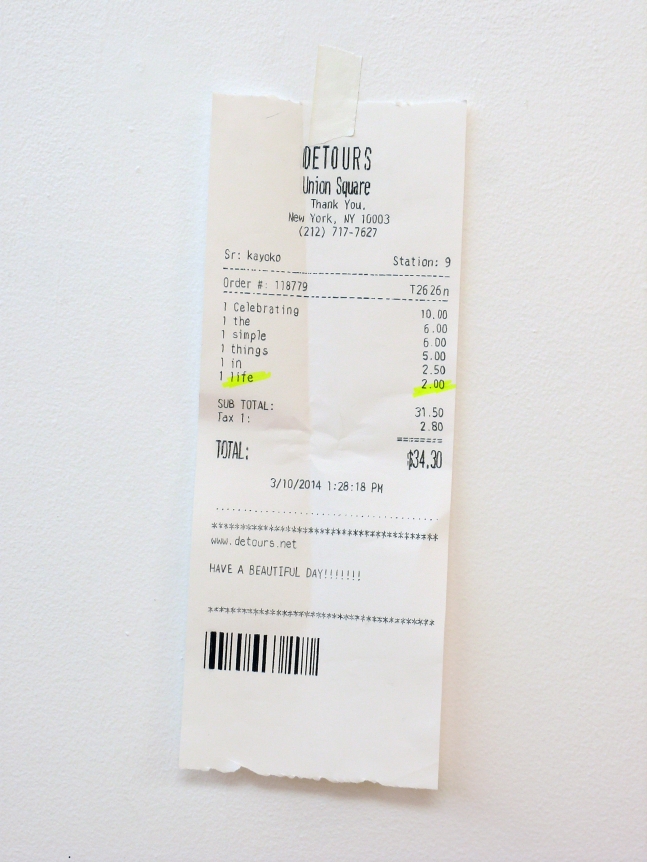 DETOURS
Union Square
Thank You,
New York, NY 10003
(212) 717-7627
Sr: kayoko Station: 9
Order #: 118779 T2626n
1 Celebrating 10.00
1 the 6.00
1 simple 6.00
1 things 5.00
1 in 2.50
1 life 2.00
SUB TOTAL: 31.50
Tax 1: 2.80
========
TOTAL: $34.30
3/10/2014 1:28:18 PM
www.detours.net
HAVE A BEAUTIFUL DAY!!!!!!!